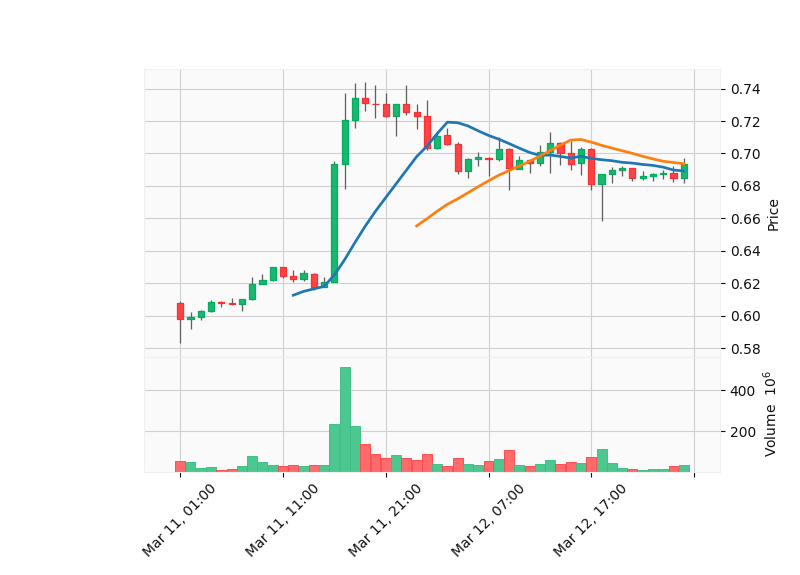 0.74
0.72
0.70
0.68
0.66
0.64
0.62
0.60
0.58
Price
400
200
Volume 10⁶
Mar 11, 01:00
Mar 11, 11:00
Mar 11, 21:00
Mar 12, 07:00
Mar 12, 17:00